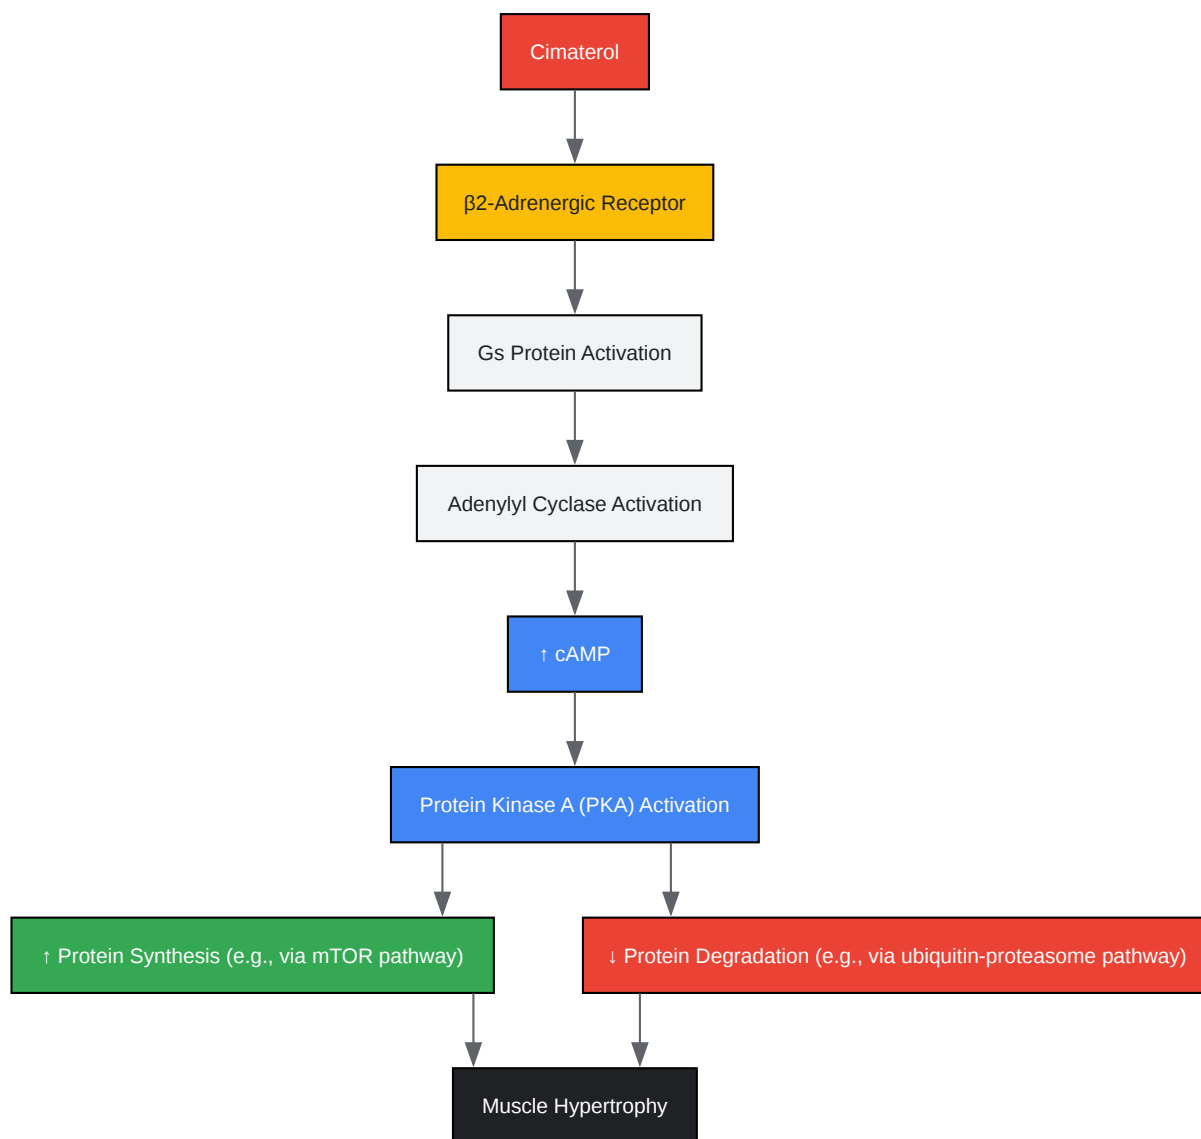 Cimaterol
β2-Adrenergic Receptor
Gs Protein Activation
Adenylyl Cyclase Activation
↑ cAMP
Protein Kinase A (PKA) Activation
↑ Protein Synthesis (e.g., via mTOR pathway)
↓ Protein Degradation (e.g., via ubiquitin-proteasome pathway)
Muscle Hypertrophy